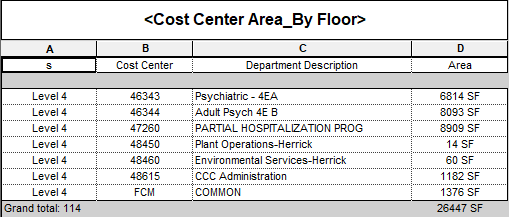 <Cost Center Area_By Floor>
A B C D
s Cost Center Department Description Area
Level 4 46343 Psychiatric - 4EA 6814 SF
Level 4 46344 Adult Psych 4E B 8093 SF
Level 4 47260 PARTIAL HOSPITALIZATION PROG 8909 SF
Level 4 48450 Plant Operations-Herrick 14 SF
Level 4 48460 Environmental Services-Herrick 60 SF
Level 4 48615 CCC Administration 1182 SF
Level 4 FCM COMMON 1376 SF
Grand total: 114 26447 SF